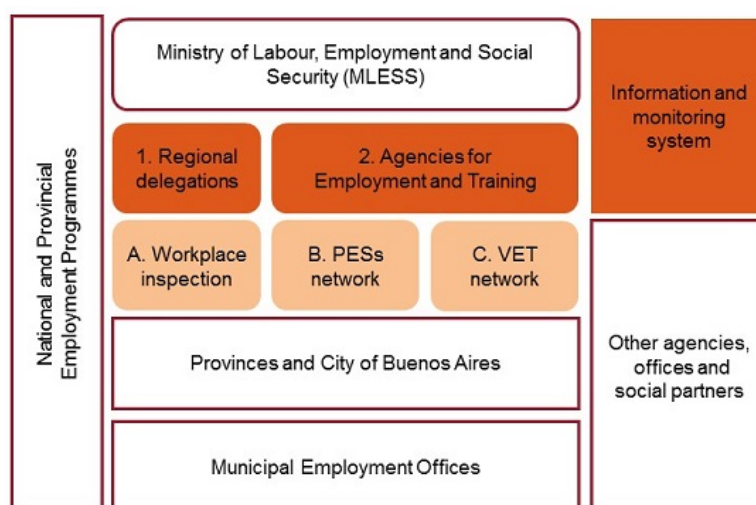 National and Provincial
Employment Programmes
Ministry of Labour, Employment and Social
Security (MLESS)
1. Regional
delegations
2. Agencies for
Employment and Training
A. Workplace
inspection
B. PESs
network
C. VET
network
Provinces and City of Buenos Aires
Municipal Employment Offices
Information and
monitoring
system
Other agencies,
offices and
social partners